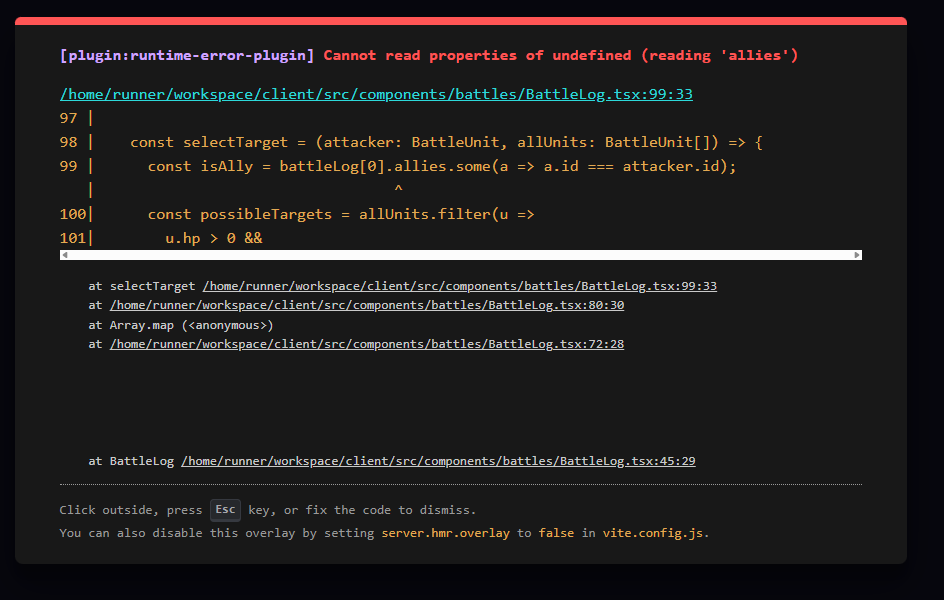 [plugin:runtime-error-plugin] Cannot read properties of undefined (reading 'allies')
/home/runner/workspace/client/src/components/battles/BattleLog.tsx:99:33
97 |
98 |    const selectTarget = (attacker: BattleUnit, allUnits: BattleUnit[]) => {
99 |      const isAlly = battleLog[0].allies.some(a => a.id === attacker.id);
   |                                  ^
100|      const possibleTargets = allUnits.filter(u =>
101|        u.hp > 0 &&
at selectTarget /home/runner/workspace/client/src/components/battles/BattleLog.tsx:99:33
at /home/runner/workspace/client/src/components/battles/BattleLog.tsx:80:30
at Array.map (<anonymous>)
at /home/runner/workspace/client/src/components/battles/BattleLog.tsx:72:28
at BattleLog /home/runner/workspace/client/src/components/battles/BattleLog.tsx:45:29
Click outside, press Esc key, or fix the code to dismiss.
You can also disable this overlay by setting server.hmr.overlay to false in vite.config.js.